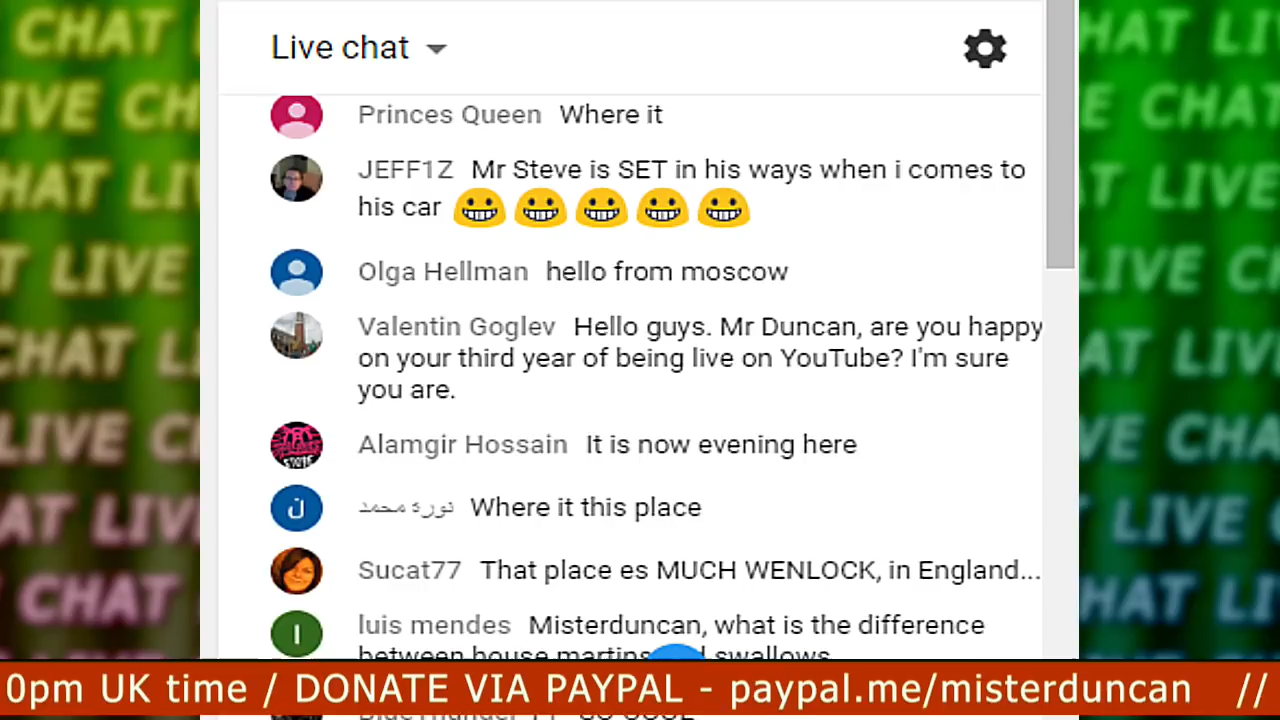 Live chat
Princes Queen Where it
JEFF1Z Mr Steve is SET in his ways when i comes to
his car
Olga Hellman hello from moscow
Valentin Goglev Hello guys. Mr Duncan, are you happy
on your third year of being live on YouTube? I'm sure
you are.
Alamgir Hossain It is now evening here
نوره محمد Where it this place
ن
Sucat77 That place es MUCH WENLOCK, in England...
l
luis mendes Misterduncan, what is the difference
between house martins swallows
0pm UK time / DONATE VIA PAYPAL - paypal.me/misterduncan //